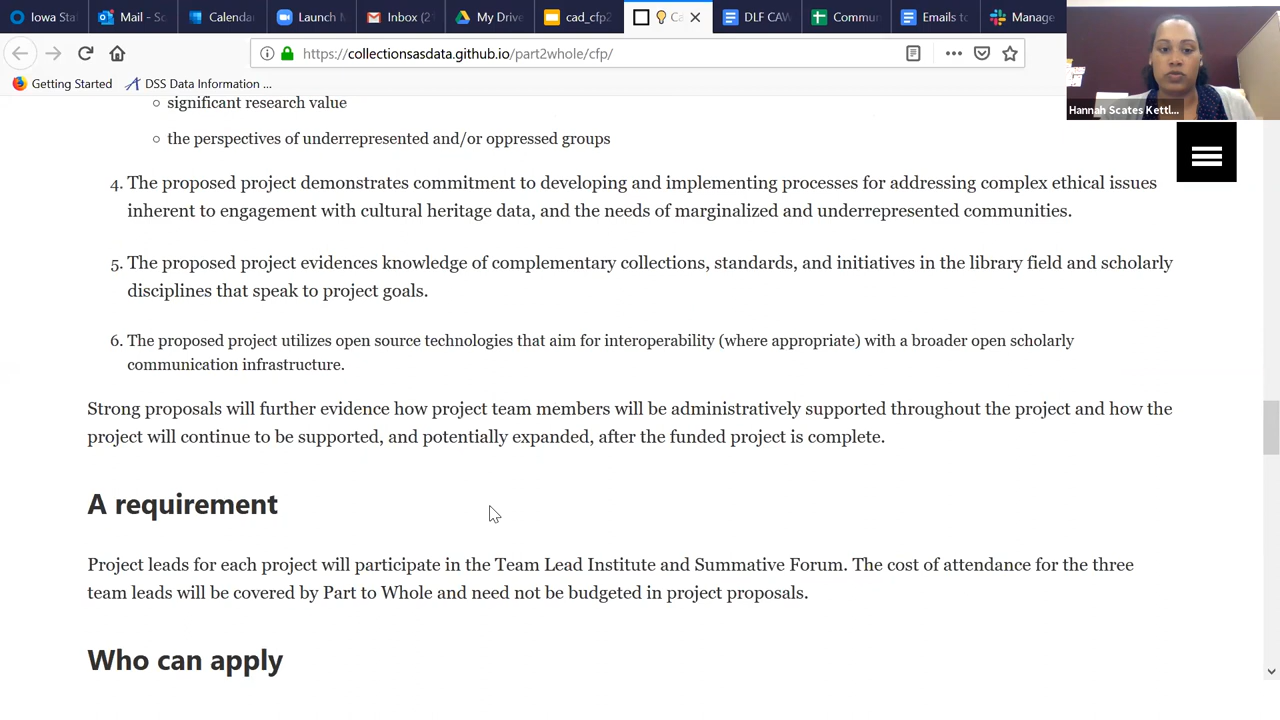 Iowa Sta
Mail - Sc
Calenda
Launch M
Inbox (2
My Drive
cad_cfp2
Ca
DLF CAW
Commun
Emails to
Manage
https://collectionsasdata.github.io/part2whole/cfp/
Getting Started
DSS Data Information ...
Hannah Scates Kettl...
significant research value
the perspectives of underrepresented and/or oppressed groups
4. The proposed project demonstrates commitment to developing and implementing processes for addressing complex ethical issues
inherent to engagement with cultural heritage data, and the needs of marginalized and underrepresented communities.
5. The proposed project evidences knowledge of complementary collections, standards, and initiatives in the library field and scholarly
disciplines that speak to project goals.
6. The proposed project utilizes open source technologies that aim for interoperability (where appropriate) with a broader open scholarly
communication infrastructure.
Strong proposals will further evidence how project team members will be administratively supported throughout the project and how the
project will continue to be supported, and potentially expanded, after the funded project is complete.
A requirement
Project leads for each project will participate in the Team Lead Institute and Summative Forum. The cost of attendance for the three
team leads will be covered by Part to Whole and need not be budgeted in project proposals.
Who can apply